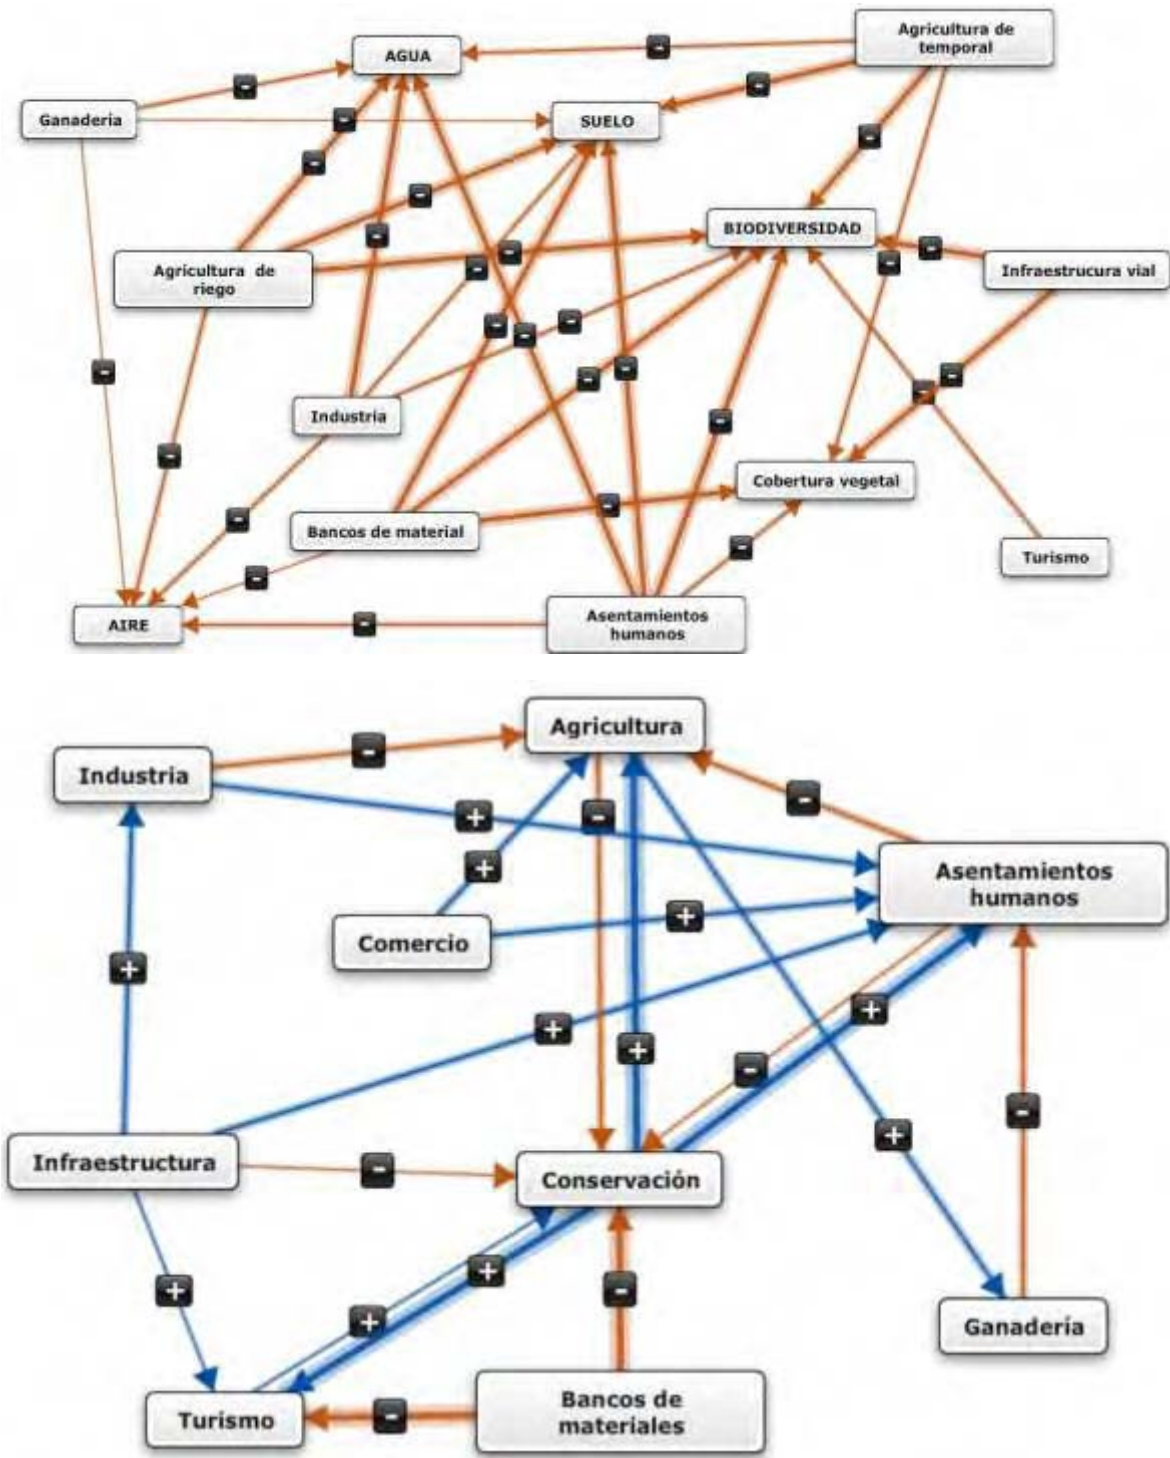 Agricultura de
temporal
AGUA
Ganaderia
SUELO
BIODIVERSIDAD
Agricultura de
riego
Infraestrucura vial
Industria
Cobertura vegetal
Bancos de material
Turismo
AIRE
Asentamientos
humanos
Agricultura
Industria
Asentamientos
humanos
Comercio
Infraestructura
Conservación
Ganadería
Turismo
Bancos de
materiales